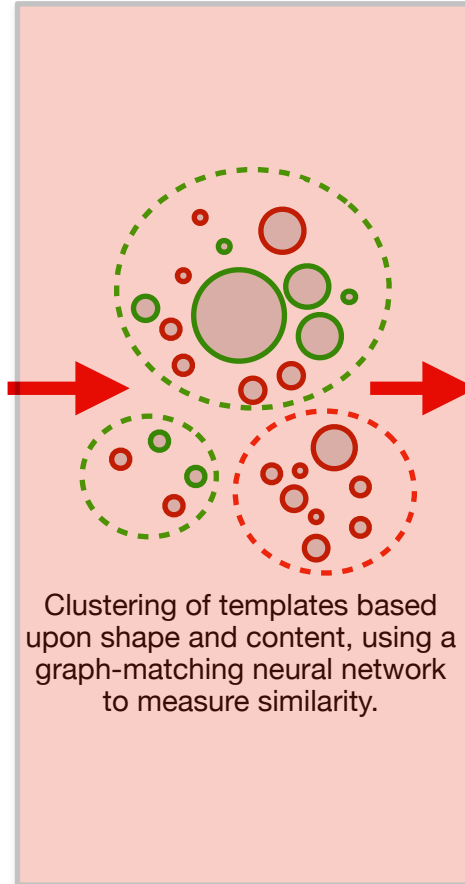 Clustering of templates based
upon shape and content, using a
graph-matching neural network
to measure similarity.